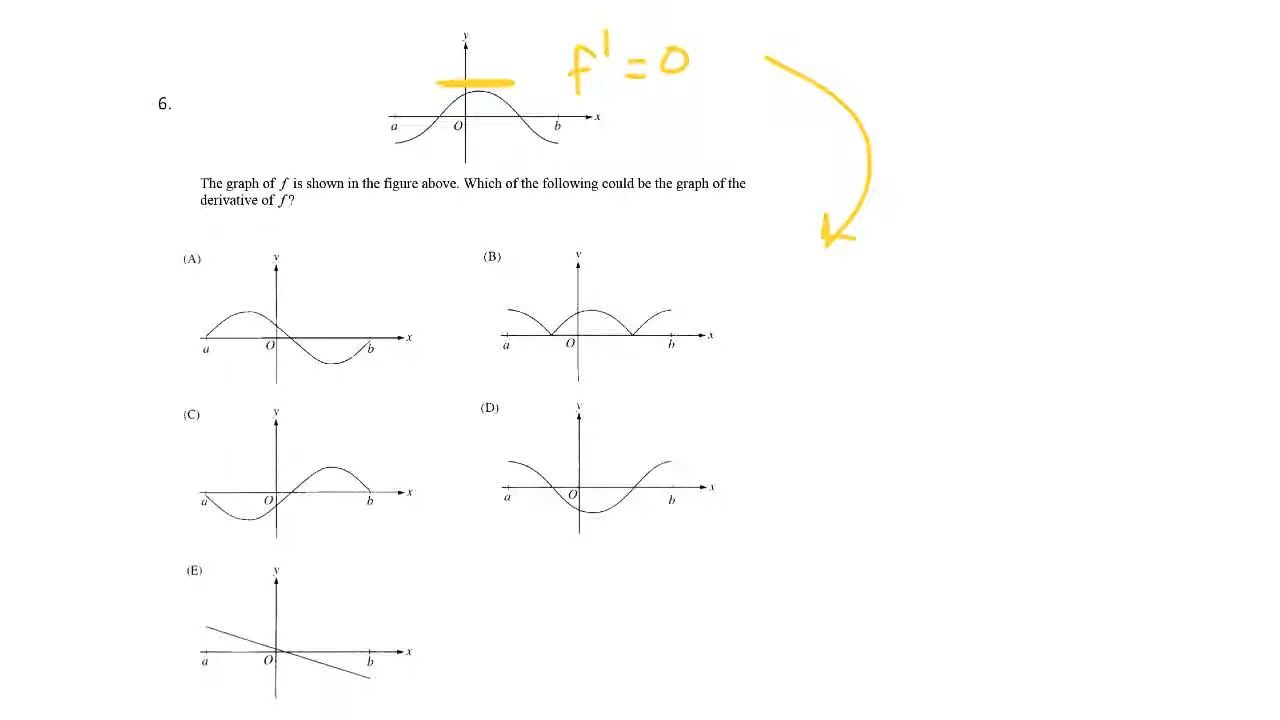 y
f' = 0
6.
a O b x
The graph of f is shown in the figure above. Which of the following could be the graph of the
derivative of f?
(A) y
a O b x
(B) y
a O b x
(C) y
a O b x
(D) y
a O b x
(E) y
a O b x